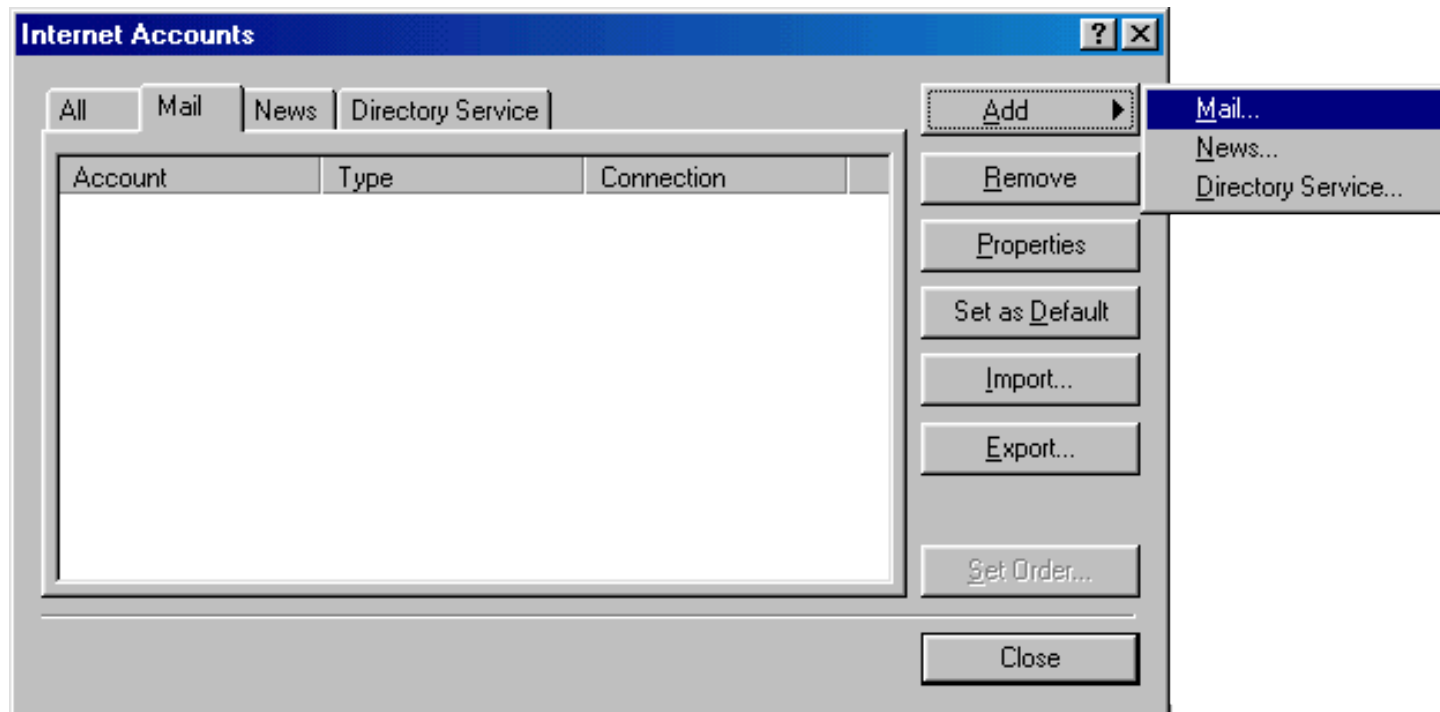 Internet Accounts
All Mail News Directory Service
Account Type Connection
Add
Remove
Properties
Set as Default
Import...
Export...
Set Order...
Close
Mail...
News...
Directory Service...